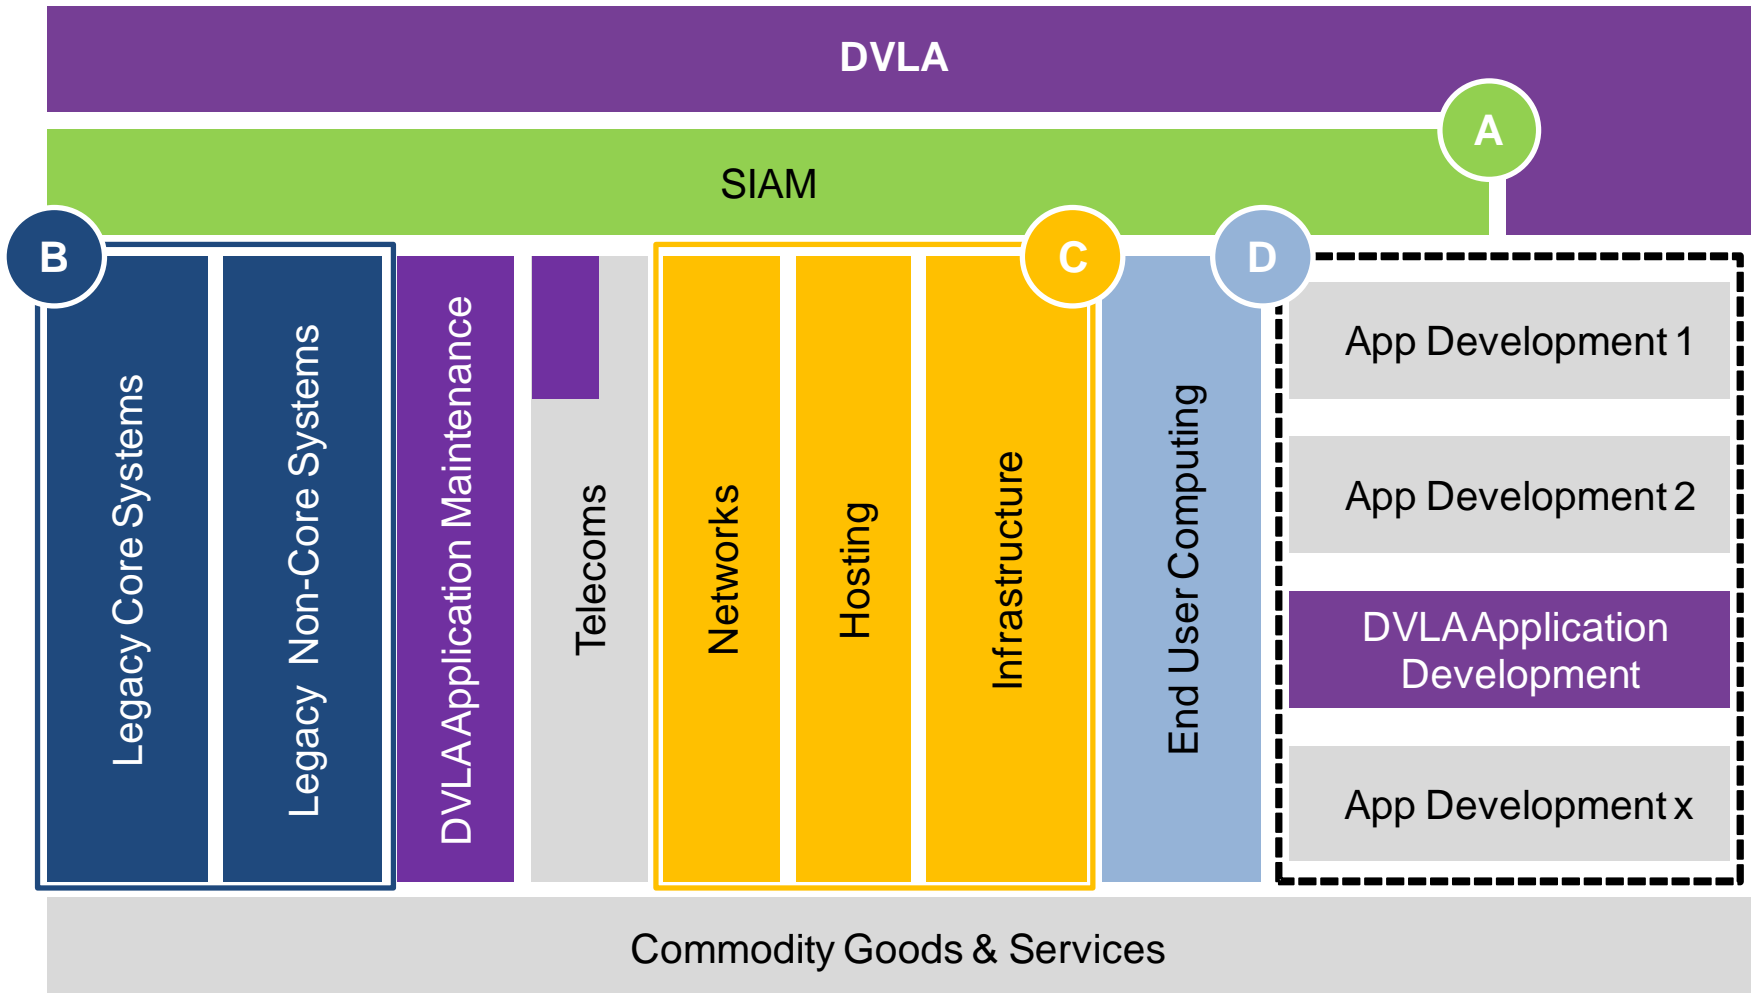 DVLA
A
SIAM
B
C
D
Legacy Core Systems
Legacy Non-Core Systems
DVLA Application Maintenance
Telecoms
Networks
Hosting
Infrastructure
End User Computing
App Development 1
App Development 2
DVLA Application
Development
App Development x
Commodity Goods & Services